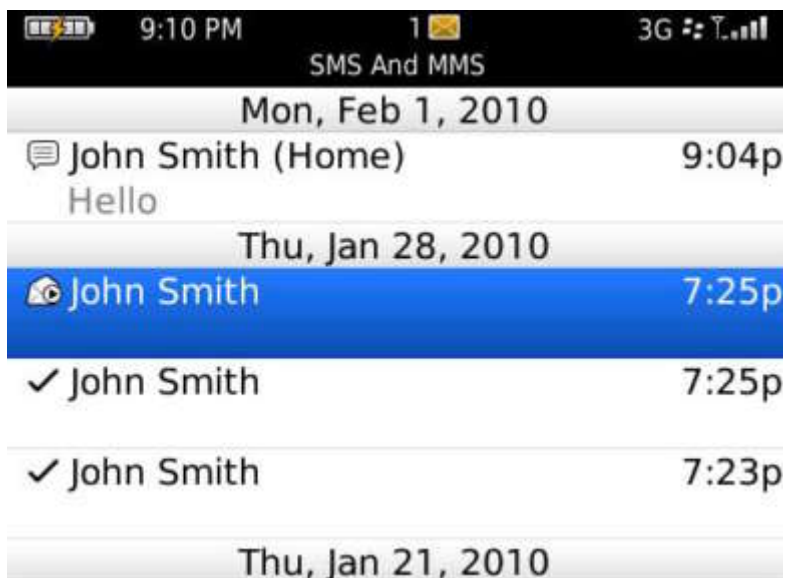 9:10 PM 1 3G
SMS And MMS
Mon, Feb 1, 2010
John Smith (Home) 9:04p
Hello
Thu, Jan 28, 2010
John Smith 7:25p
John Smith 7:25p
John Smith 7:23p
Thu, Jan 21, 2010